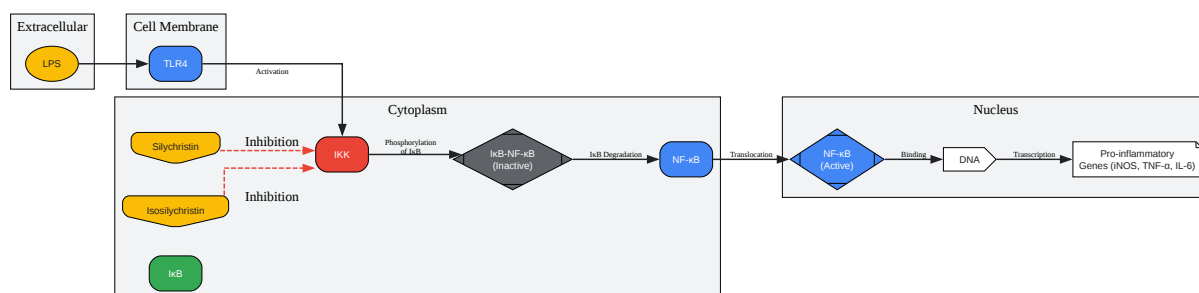 Extracellular
LPS
Cell Membrane
TLR4
Activation
Cytoplasm
Silychristin
Inhibition
Isosilychristin
Inhibition
IκB
IKK
Phosphorylation
of IκB
IκB-NF-κB
(Inactive)
IκB Degradation
NF-κB
Translocation
Nucleus
NF-κB
(Active)
Binding
DNA
Transcription
Pro-inflammatory
Genes (iNOS, TNF-α, IL-6)